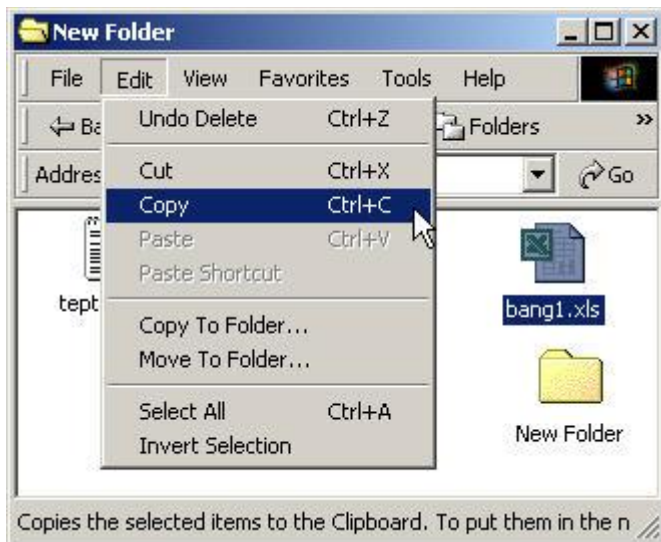 New Folder
File Edit View Favorites Tools Help
Folders »
Go
Undo Delete Ctrl+Z
Cut Ctrl+X
Copy Ctrl+C
Paste Ctrl+V
Paste Shortcut
Copy To Folder...
Move To Folder...
Select All Ctrl+A
Invert Selection
bang1.xls
New Folder
Copies the selected items to the Clipboard. To put them in the n